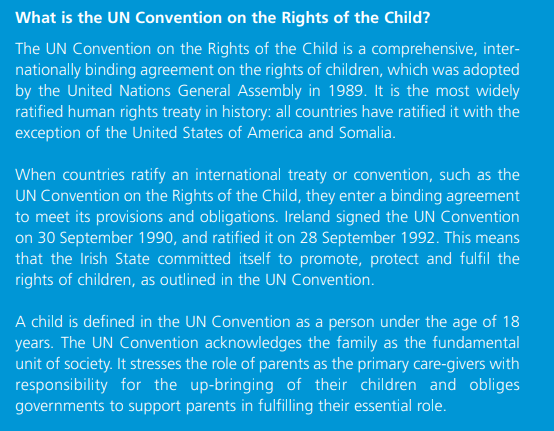 What is the UN Convention on the Rights of the Child?
The UN Convention on the Rights of the Child is a comprehensive, inter-
nationally binding agreement on the rights of children, which was adopted
by the United Nations General Assembly in 1989. It is the most widely
ratified human rights treaty in history: all countries have ratified it with the
exception of the United States of America and Somalia.
When countries ratify an international treaty or convention, such as the
UN Convention on the Rights of the Child, they enter a binding agreement
to meet its provisions and obligations. Ireland signed the UN Convention
on 30 September 1990, and ratified it on 28 September 1992. This means
that the Irish State committed itself to promote, protect and fulfil the
rights of children, as outlined in the UN Convention.
A child is defined in the UN Convention as a person under the age of 18
years. The UN Convention acknowledges the family as the fundamental
unit of society. It stresses the role of parents as the primary care-givers with
responsibility for the up-bringing of their children and obliges
governments to support parents in fulfilling their essential role.